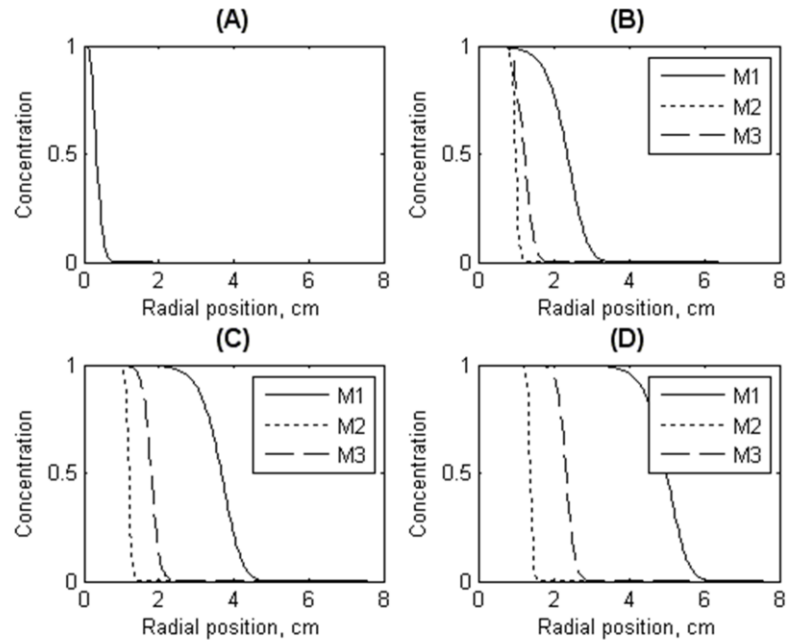 (A)
1
0.5
0
0 2 4 6 8
Concentration
Radial position, cm
(B)
1
0.5
0
0 2 4 6 8
Concentration
Radial position, cm
M1
M2
M3
(C)
1
0.5
0
0 2 4 6 8
Concentration
Radial position, cm
M1
M2
M3
(D)
1
0.5
0
0 2 4 6 8
Concentration
Radial position, cm
M1
M2
M3